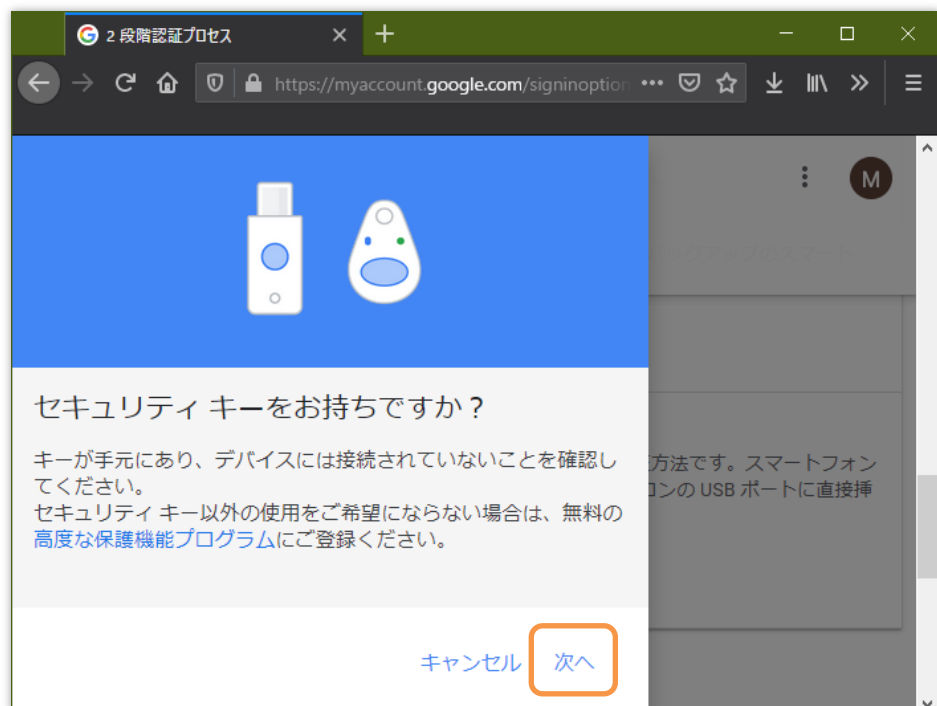 2 段階認証プロセス
https://myaccount.google.com/signinoption
M
バックアップのスマート
セキュリティ キーをお持ちですか？
キーが手元にあり、デバイスには接続されていないことを確認し
てください。
セキュリティ キー以外の使用をご希望にならない場合は、無料の
高度な保護機能プログラムにご登録ください。
方法です。スマートフォン
コンの USB ポートに直接挿
キャンセル
次へ